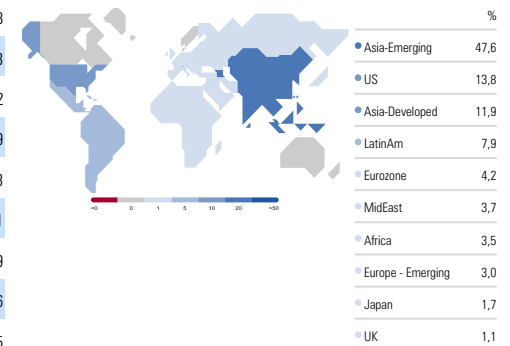 %
Asia-Emerging 47,6
US 13,8
Asia-Developed 11,9
LatinAm 7,9
Eurozone 4,2
MidEast 3,7
Africa 3,5
Europe - Emerging 3,0
Japan 1,7
UK 1,1
<0 0 1 5 10 20 >50